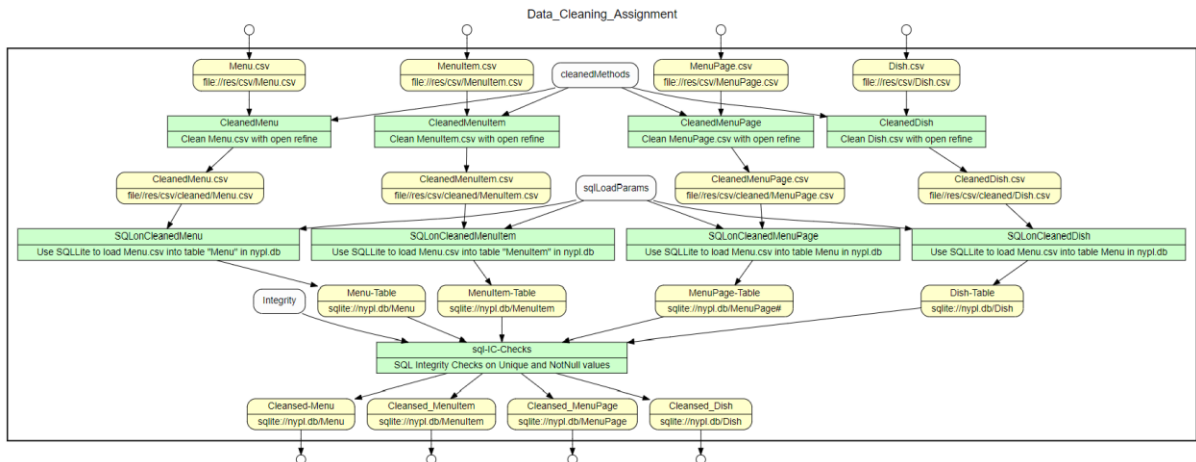 Data_Cleaning_Assignment
Menu.csv
file://res/csv/Menu.csv
MenuItem.csv
file://res/csv/MenuItem.csv
cleanedMethods
MenuPage.csv
file://res/csv/MenuPage.csv
Dish.csv
file://res/csv/Dish.csv
CleanedMenu
Clean Menu.csv with open refine
CleanedMenuItem
Clean MenuItem.csv with open refine
CleanedMenuPage
Clean MenuPage.csv with open refine
CleanedDish
Clean Dish.csv with open refine
CleanedMenu.csv
file//res/csv/cleaned/Menu.csv
CleanedMenuItem.csv
file//res/csv/cleaned/MenuItem.csv
sqlLoadParams
CleanedMenuPage.csv
file//res/csv/cleaned/MenuPage.csv
CleanedDish.csv
file//res/csv/cleaned/Dish.csv
SQLonCleanedMenu
Use SQLLite to load Menu.csv into table "Menu" in nypl.db
SQLonCleanedMenuItem
Use SQLLite to load Menu.csv into table "MenuItem" in nypl.db
SQLonCleanedMenuPage
Use SQLLite to load Menu.csv into table Menu in nypl.db
SQLonCleanedDish
Use SQLLite to load Menu.csv into table Menu in nypl.db
Integrity
Menu-Table
sqlite://nypl.db/Menu
MenuItem-Table
sqlite://nypl.db/MenuItem
MenuPage-Table
sqlite://nypl.db/MenuPage#
Dish-Table
sqlite://nypl.db/Dish
sql-IC-Checks
SQL Integrity Checks on Unique and NotNull values
Cleansed-Menu
sqlite://nypl.db/Menu
Cleansed_MenuItem
sqlite://nypl.db/MenuItem
Cleansed_MenuPage
sqlite://nypl.db/MenuPage
Cleansed_Dish
sqlite://nypl.db/Dish